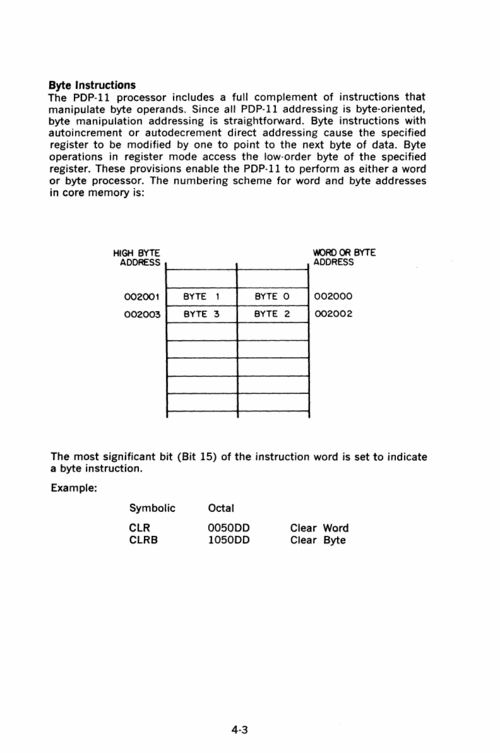 Byte Instructions
The PDP-11 processor includes a full complement of instructions that
manipulate byte operands. Since all PDP-11 addressing is byte-oriented,
byte manipulation addressing is straightforward. Byte instructions with
autoincrement or autodecrement direct addressing cause the specified
register to be modified by one to point to the next byte of data. Byte
operations in register mode access the low-order byte of the specified
register. These provisions enable the PDP-11 to perform as either a word
or byte processor. The numbering scheme for word and byte addresses
in core memory is:
HIGH BYTE WORD OR BYTE
ADDRESS ADDRESS
002001 BYTE 1 BYTE 0 002000
002003 BYTE 3 BYTE 2 002002
The most significant bit (Bit 15) of the instruction word is set to indicate
a byte instruction.
Example:
Symbolic Octal
CLR 0050DD Clear Word
CLRB 1050DD Clear Byte
4-3